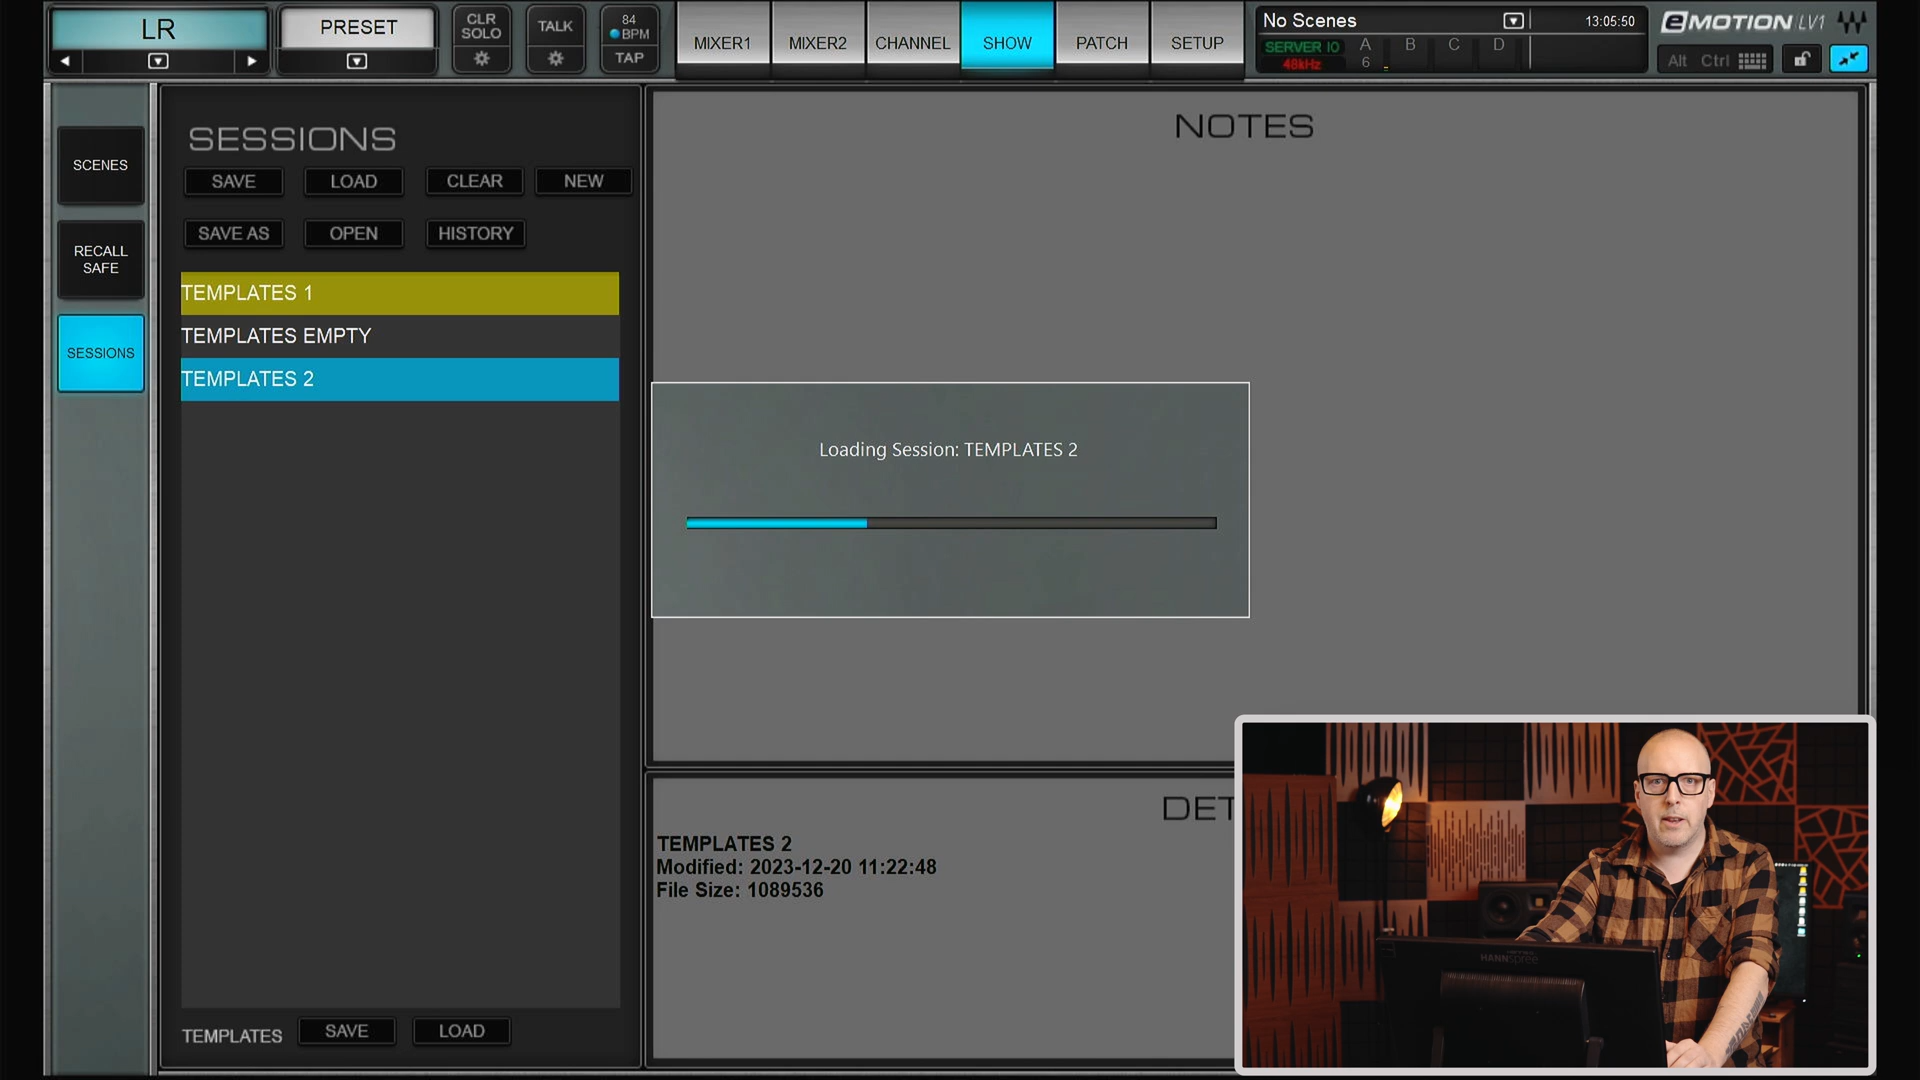 LR
PRESET
CLR
SOLO
TALK
84
BPM
TAP
MIXER1
MIXER2
CHANNEL
SHOW
PATCH
SETUP
No Scenes
13:05:50
SERVER IO
48kHz
A
B
C
D
6
eMOTION LV1
Alt
Ctrl
SCENES
RECALL
SAFE
SESSIONS
SESSIONS
SAVE
LOAD
CLEAR
NEW
SAVE AS
OPEN
HISTORY
TEMPLATES 1
TEMPLATES EMPTY
TEMPLATES 2
TEMPLATES
SAVE
LOAD
NOTES
Loading Session: TEMPLATES 2
DET
TEMPLATES 2
Modified: 2023-12-20 11:22:48
File Size: 1089536
HANNspree